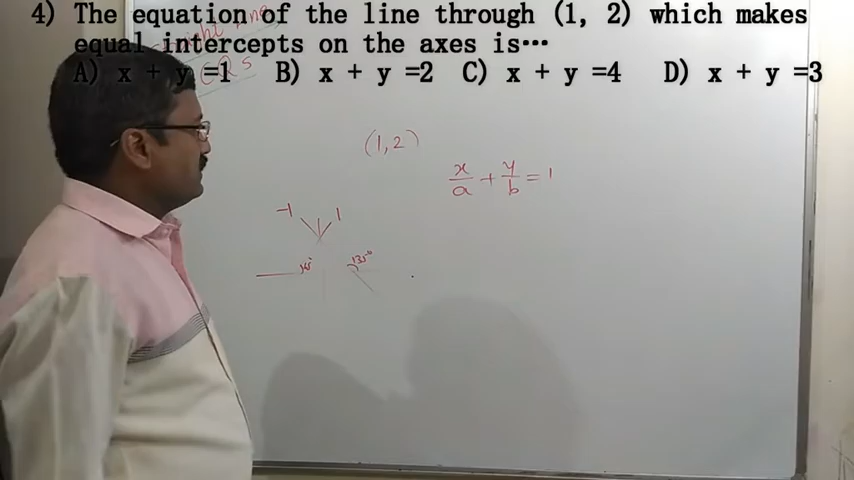 4) The equation of the line through (1, 2) which makes
equal intercepts on the axes is…
A) x + y =1 B) x + y =2 C) x + y =4 D) x + y =3
(1,2)
x/a + y/b = 1
-1 1
135°